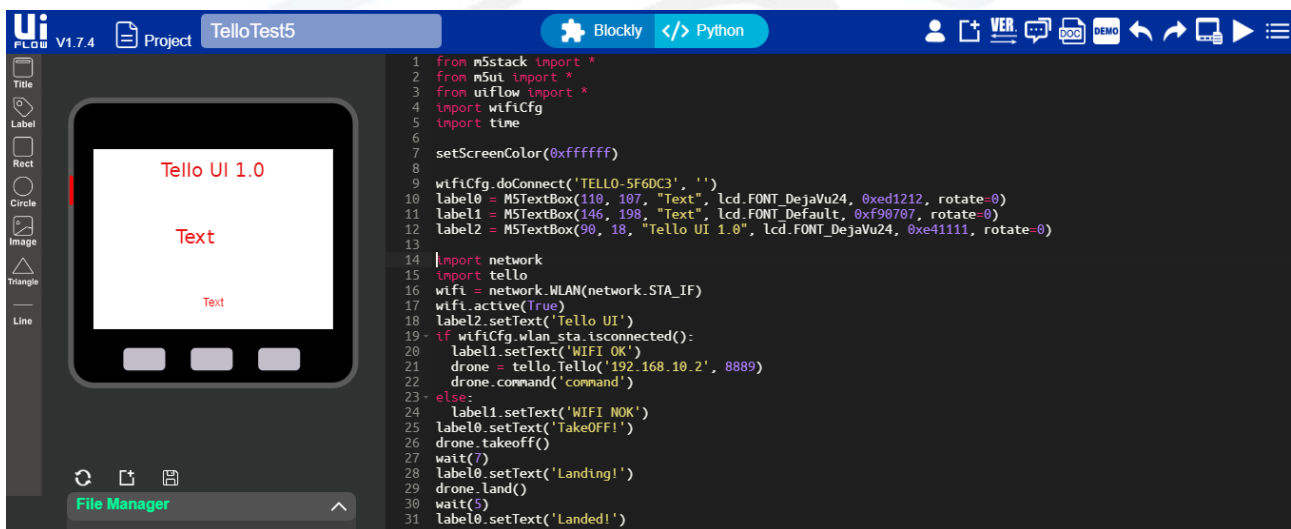 Ui FLOW V1.7.4 Project TelloTest5 Blockly </> Python VER. DOC DEMO
Title
Label
Rect
Circle
Image
Triangle
Line
Tello UI 1.0
Text
Text
File Manager
1 from m5stack import *
2 from m5ui import *
3 from uiflow import *
4 import wifiCfg
5 import time
6
7 setScreenColor(0xffffff)
8
9 wifiCfg.doConnect('TELLO-5F6DC3', '')
10 label0 = M5TextBox(110, 107, "Text", lcd.FONT_DejaVu24, 0xed1212, rotate=0)
11 label1 = M5TextBox(146, 198, "Text", lcd.FONT_Default, 0xf90707, rotate=0)
12 label2 = M5TextBox(90, 18, "Tello UI 1.0", lcd.FONT_DejaVu24, 0xe41111, rotate=0)
13
14 import network
15 import tello
16 wifi = network.WLAN(network.STA_IF)
17 wifi.active(True)
18 label2.setText('Tello UI')
19 if wifiCfg.wlan_sta.isconnected():
20 label1.setText('WIFI OK')
21 drone = tello.Tello('192.168.10.2', 8889)
22 drone.command('command')
23 else:
24 label1.setText('WIFI NOK')
25 label0.setText('TakeOFF!')
26 drone.takeoff()
27 wait(7)
28 label0.setText('Landing!')
29 drone.land()
30 wait(5)
31 label0.setText('Landed!')